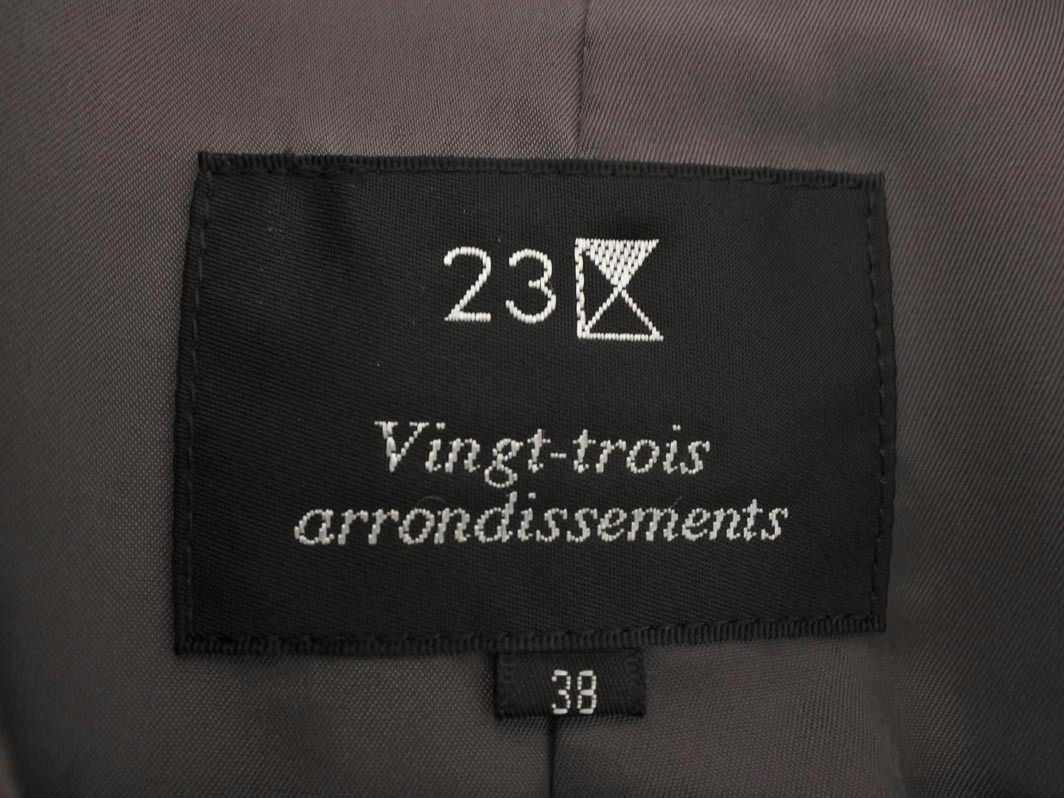 23
Vingt-trois
arrondissements
38